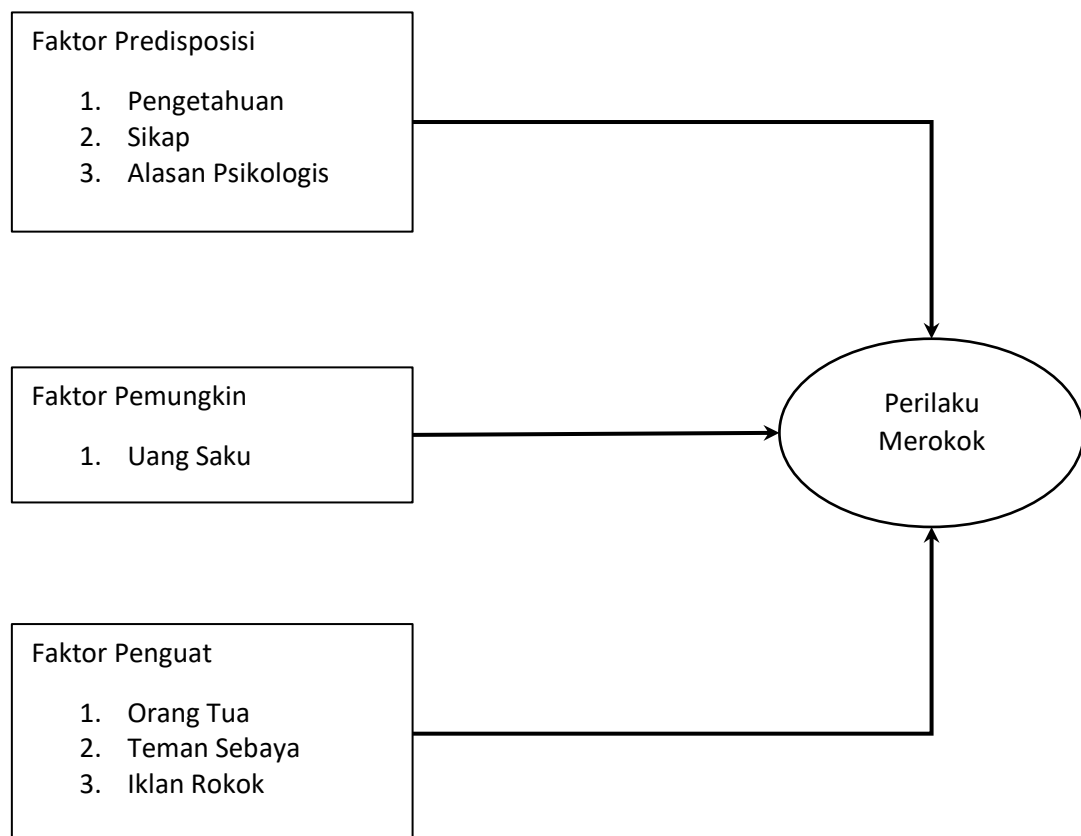 Faktor Predisposisi
1. Pengetahuan
2. Sikap
3. Alasan Psikologis
Faktor Pemungkin
1. Uang Saku
Perilaku
Merokok
Faktor Penguat
1. Orang Tua
2. Teman Sebaya
3. Iklan Rokok